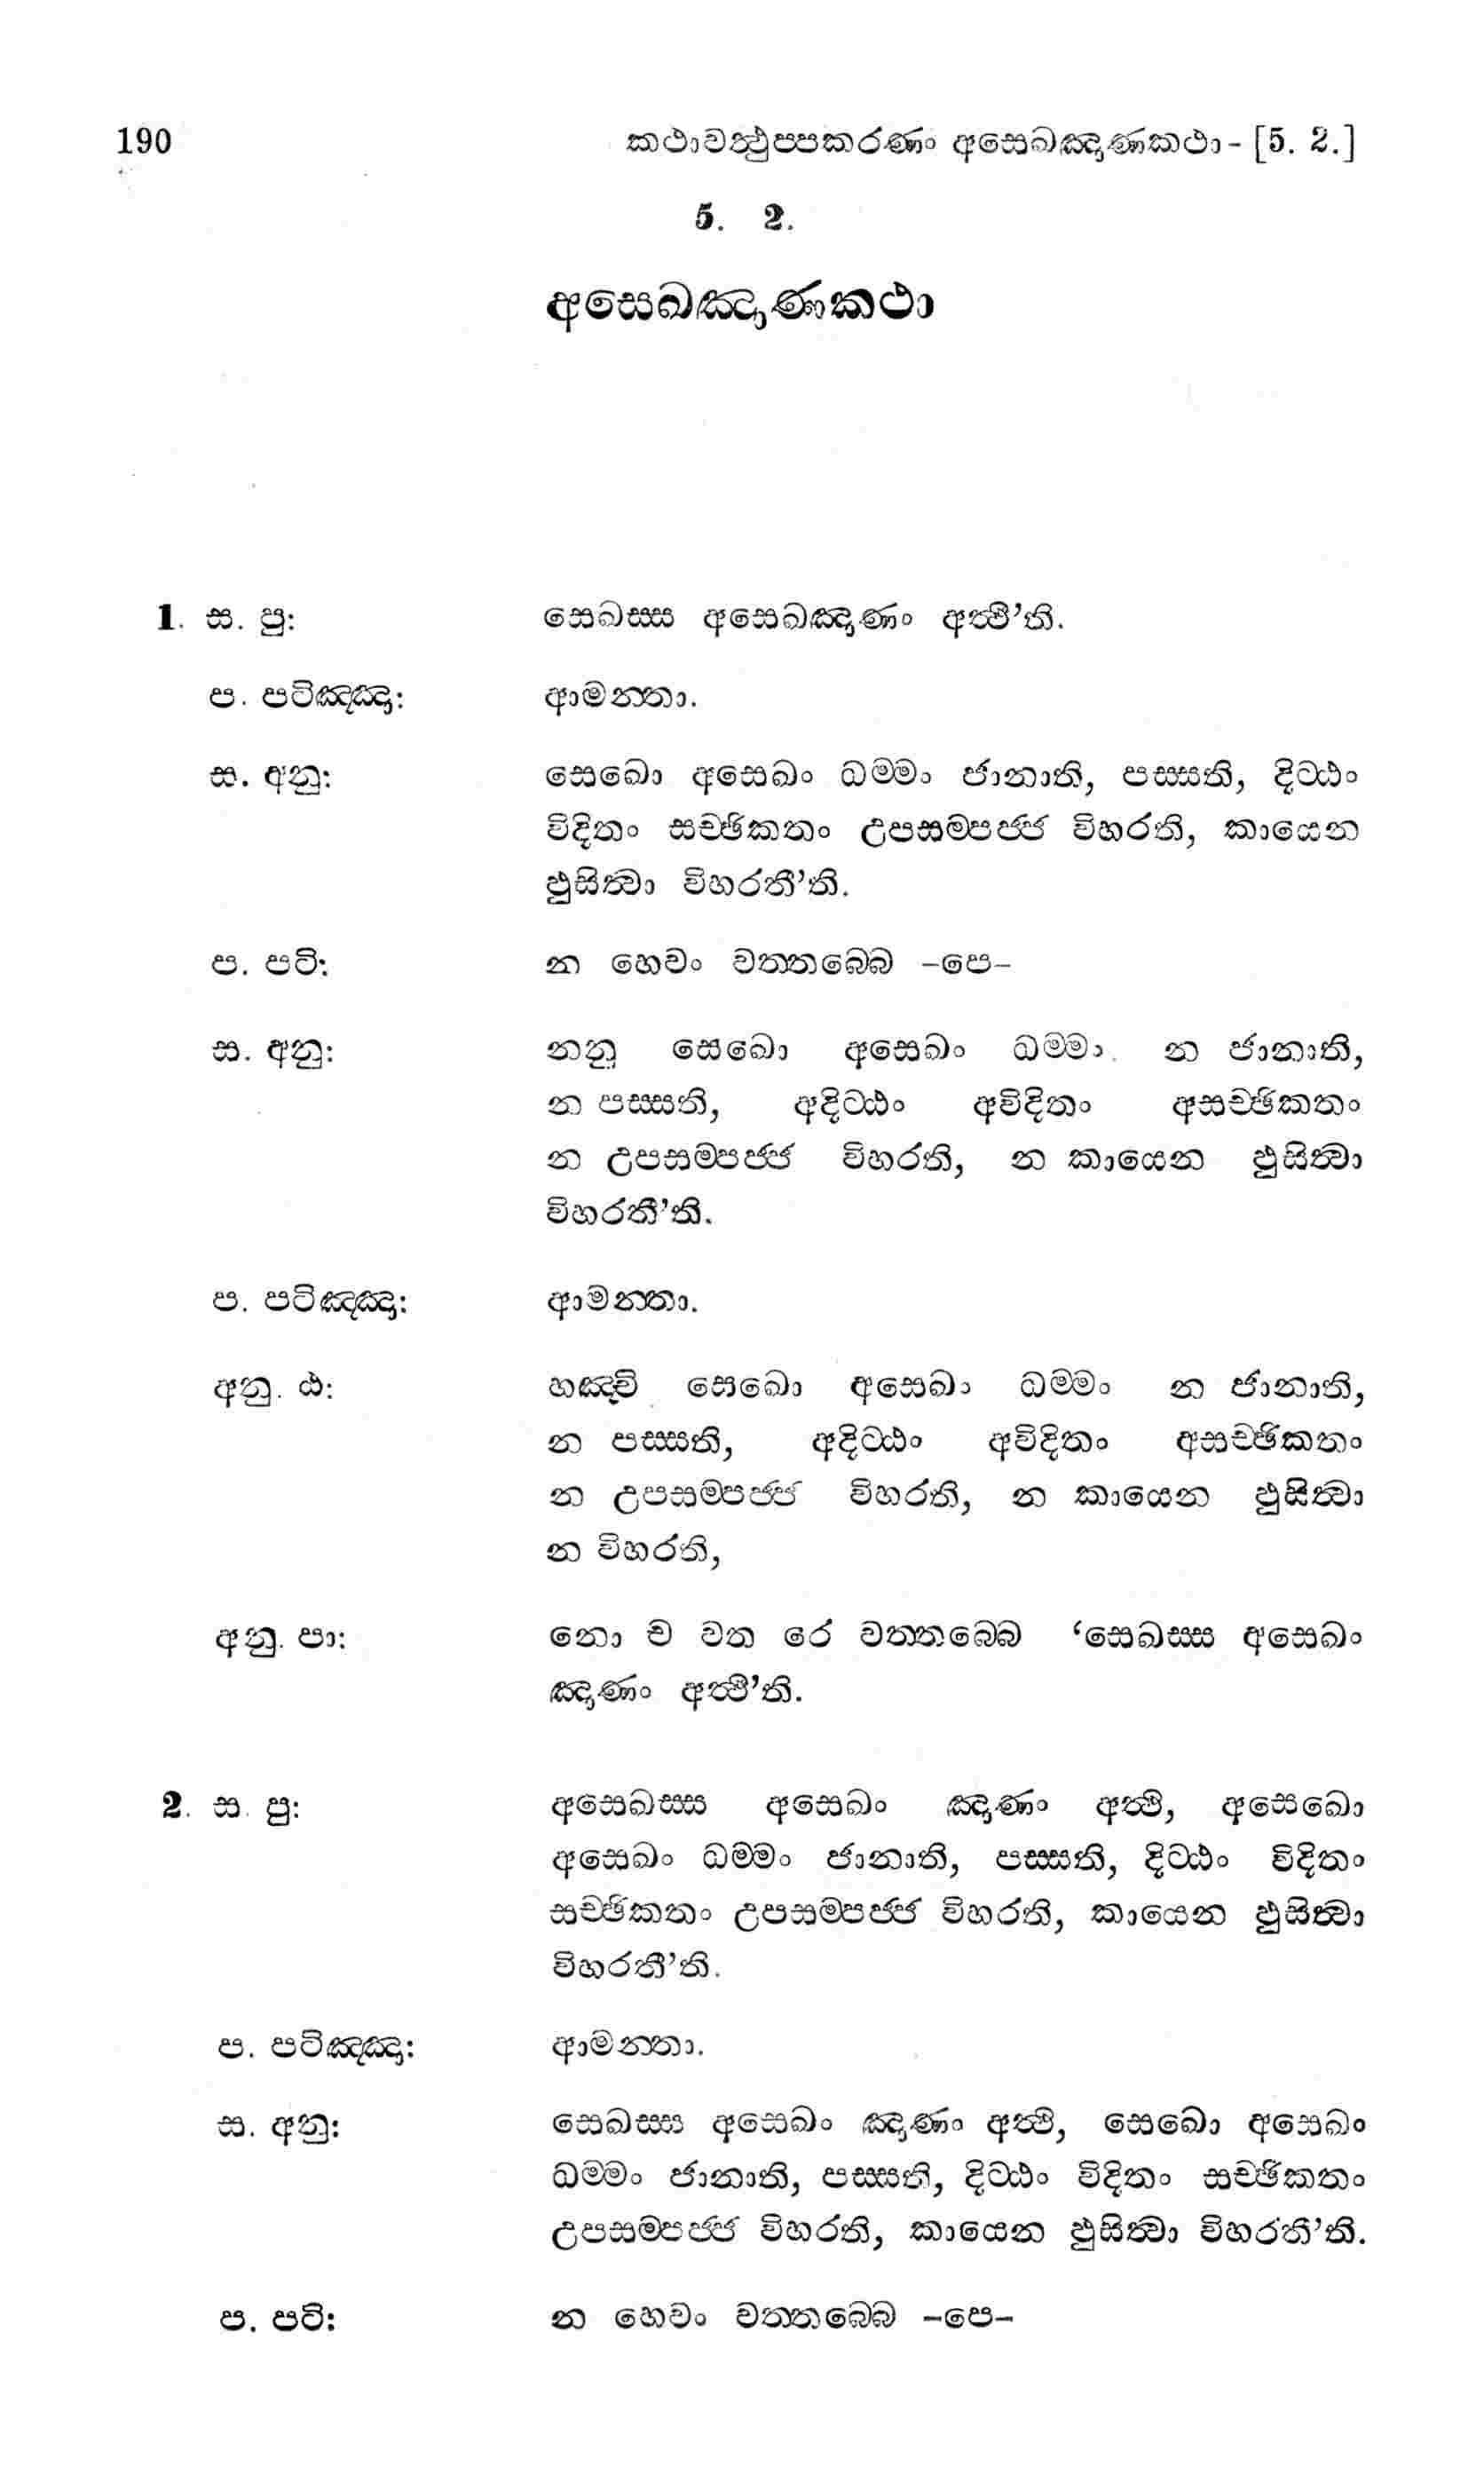 190 කථාවත්‍ථුප‍්පකරණං අසෙඛඤාණකථා - [5. 2.]
5. 2.
අසෙඛඤාණකථා
1. ස. පු: සෙඛස‍්ස අසෙඛඤාණං අත්‍ථි’ති.
ප. පටිඤ‍්ඤා: ආමන‍්තා.
ස. අනු: සෙඛො අසෙඛං ධම‍්මං ජානාති, පස‍්සති, දිට‍්ඨං
විදිතං සච‍්ඡිකතං උපසම‍්පජ‍්ජ විහරති, කායෙන
ඵුසිත්‍වා විහරතී’ති.
ප. පටි: න හෙවං වත‍්තබ‍්බෙ –පෙ–
ස. අනු: නනු සෙඛො අසෙඛං ධම‍්මං න ජානාති,
න පස‍්සති, අදිට‍්ඨං අවිදිතං අසච‍්ඡිකතං
න උපසම‍්පජ‍්ජ විහරති, න කායෙන ඵුසිත්‍වා
විහරතී’ති.
ප. පටිඤ‍්ඤා: ආමන‍්තා.
අනු. ඨ: හඤ‍්චි සෙඛො අසෙඛං ධම‍්මං න ජානාති,
න පස‍්සති, අදිට‍්ඨං අවිදිතං අසච‍්ඡිකතං
න උපසම‍්පජ‍්ජ විහරති, න කායෙන ඵුසිත්‍වා
න විහරති,
අනු. පා: නො ච වත රෙ වත‍්තබ‍්බෙ ‘සෙඛස‍්ස අසෙඛං
ඤාණං අත්‍ථි’ති.
2. ස. පු: අසෙඛස‍්ස අසෙඛං ඤාණං අත්‍ථි, අසෙඛො
අසෙඛං ධම‍්මං ජානාති, පස‍්සති, දිට‍්ඨං විදිතං
සච‍්ඡිකතං උපසම‍්පජ‍්ජ විහරති, කායෙන ඵුසිත්‍වා
විහරතී’ති.
ප. පටිඤ‍්ඤා: ආමන‍්තා.
ස. අනු: සෙඛස‍්ස අසෙඛං ඤාණං අත්‍ථි, සෙඛො අසෙඛං
ධම‍්මං ජානාති, පස‍්සති, දිට‍්ඨං විදිතං සච‍්ඡිකතං
උපසම‍්පජ‍්ජ විහරති, කායෙන ඵුසිත්‍වා විහරතී’ති.
ප. පටි: න හෙවං වත‍්තබ‍්බෙ –පෙ–